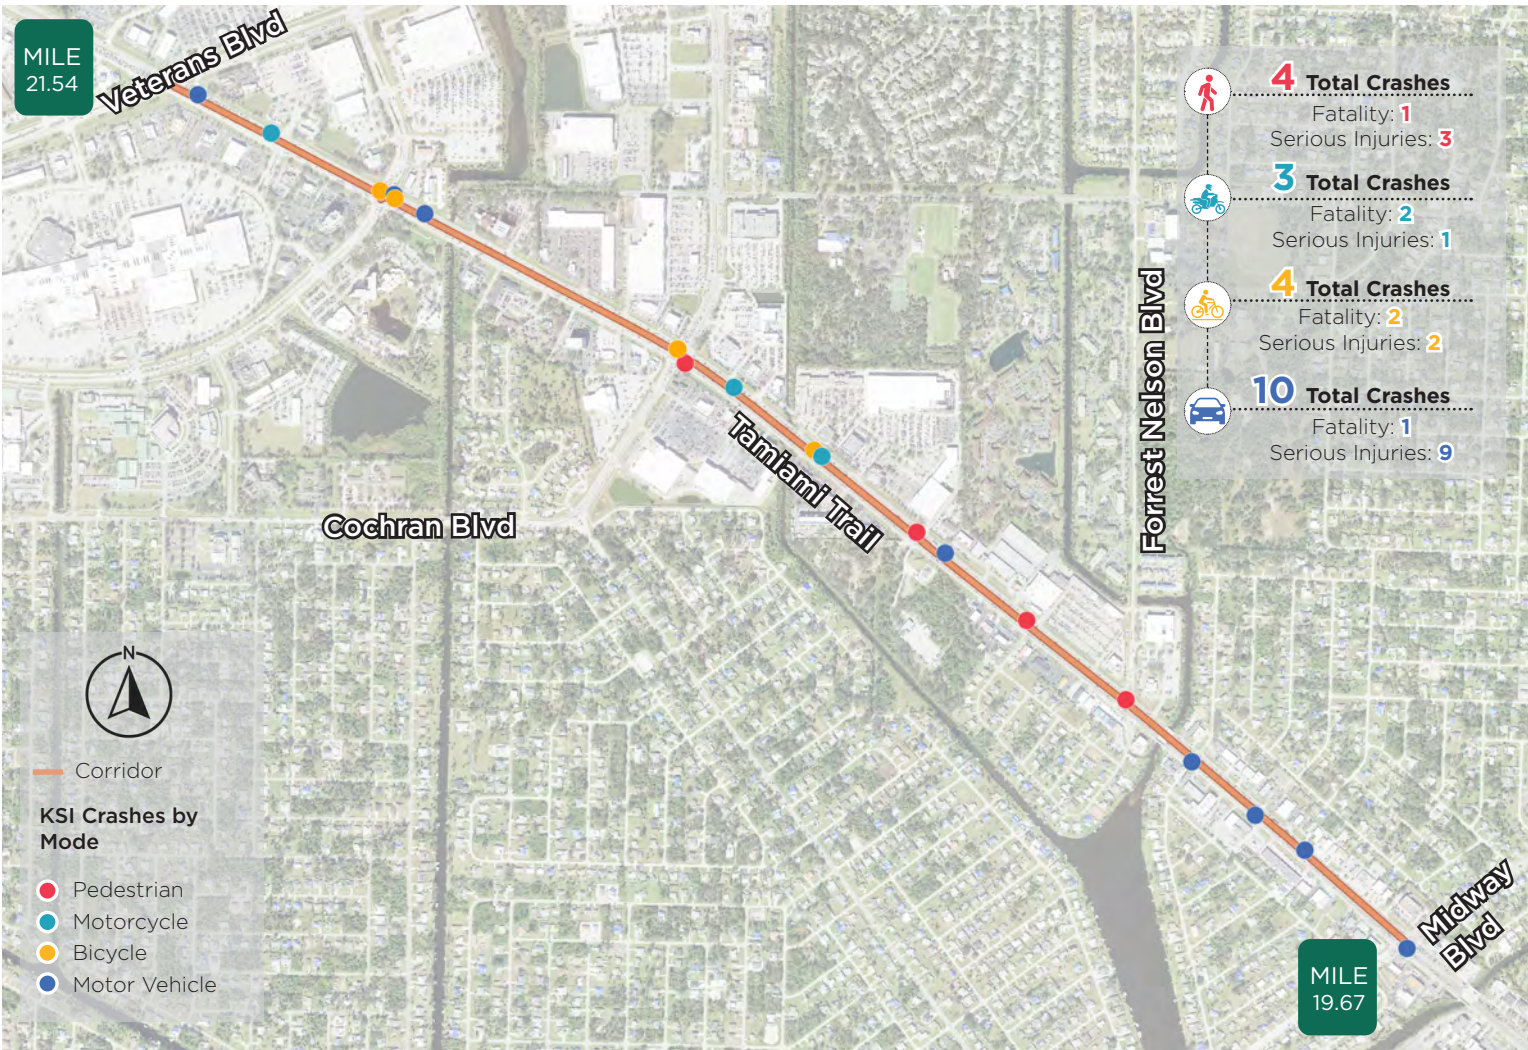 MILE
21.54
Veterans Blvd
4 Total Crashes
Fatality: 1
Serious Injuries: 3
3 Total Crashes
Fatality: 2
Serious Injuries: 1
4 Total Crashes
Fatality: 2
Serious Injuries: 2
10 Total Crashes
Fatality: 1
Serious Injuries: 9
Forrest Nelson Blvd
Tamiami Trail
Cochran Blvd
N
Corridor
KSI Crashes by
Mode
Pedestrian
Motorcycle
Bicycle
Motor Vehicle
Midway
Blvd
MILE
19.67